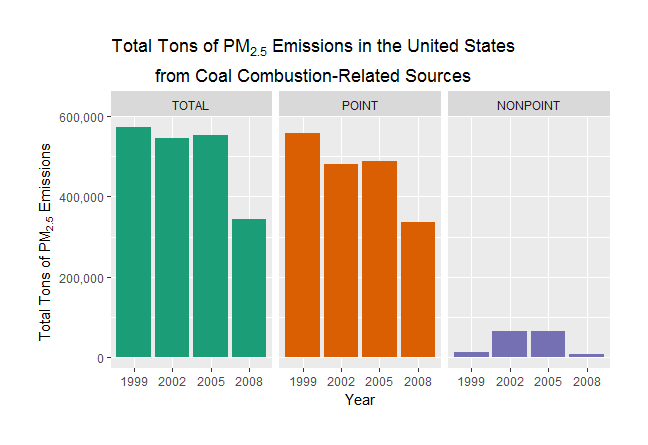 Total Tons of PM2.5 Emissions in the United States
from Coal Combustion-Related Sources
TOTAL POINT NONPOINT
Total Tons of PM2.5 Emissions
600,000
400,000
200,000
0
1999 2002 2005 2008 1999 2002 2005 2008 1999 2002 2005 2008
Year